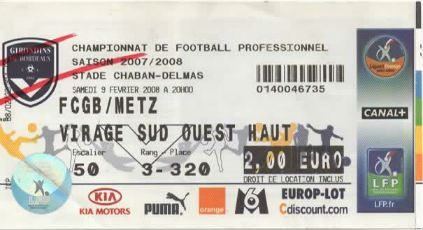 GIRONDINS
DE BORDEAUX
CHAMPIONNAT DE FOOTBALL PROFESSIONNEL
SAISON 2007/2008
STADE CHABAN-DELMAS
SAMEDI 9 FEVRIER 2008 A 20H00
0140046735
FCGB/METZ
VIRAGE SUD OUEST HAUT
Escalier Rang - Place
50 3-320 2,00 EURO
DROIT DE LOCATION INCLUS
CANAL+
LFP
LFP.fr
LFP
KIA
KIA MOTORS
PUMA
orange
M6
EUROP-LOT
Cdiscount.com